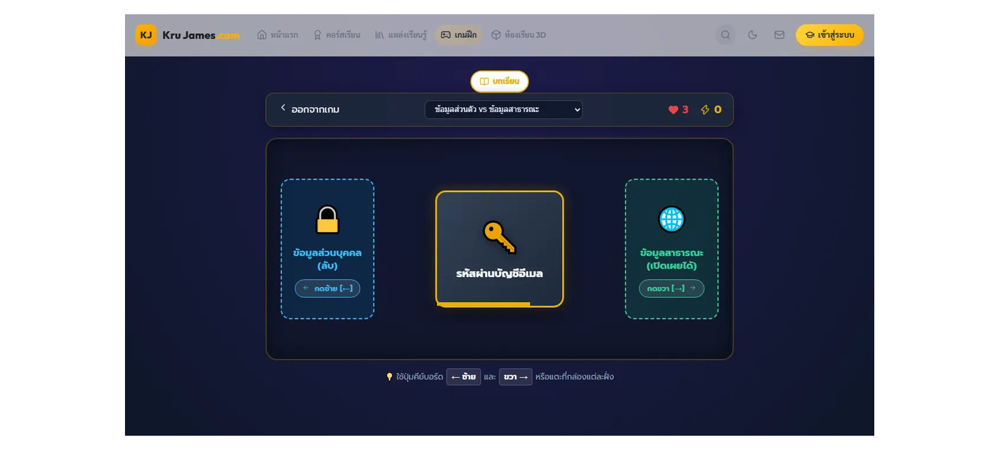 KJ Kru James.com หน้าแรก คอร์สเรียน แหล่งเรียนรู้ เกมฝึก ห้องเรียน 3D เข้าสู่ระบบ
บทเรียน
ออกจากเกม ข้อมูลส่วนตัว vs ข้อมูลสาธารณะ 3 0
ข้อมูลส่วนบุคคล
(ลับ)
← กดซ้าย [←]
รหัสผ่านบัญชีอีเมล
ข้อมูลสาธารณะ
(เปิดเผยได้)
กดขวา [→] →
ใช้ปุ่มคีย์บอร์ด ← ซ้าย และ ขวา → หรือแตะที่กล่องแต่ละฝั่ง